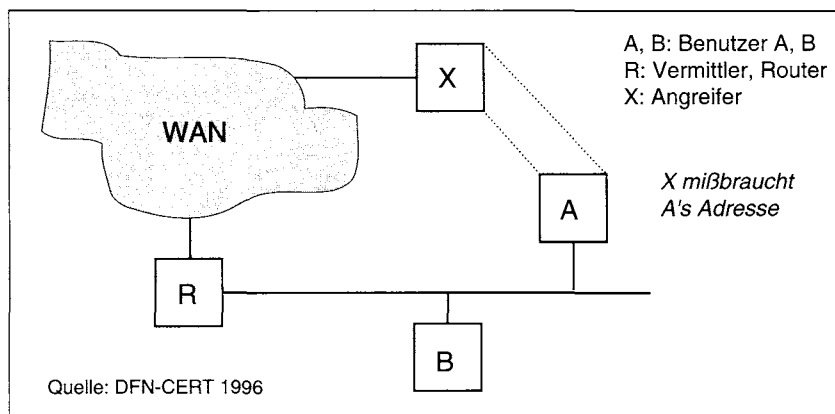 A, B: Benutzer A, B
R: Vermittler, Router
X: Angreifer
X
WAN
X mißbraucht
A's Adresse
A
R
B
Quelle: DFN-CERT 1996